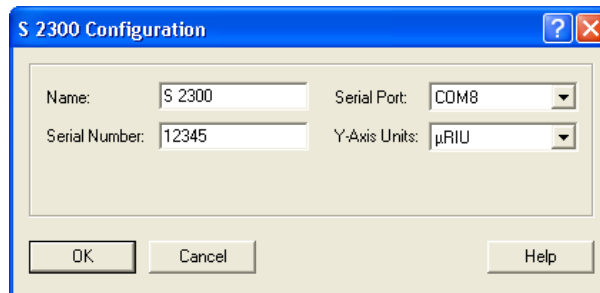 S 2300 Configuration
Name: S 2300 Serial Port: COM8
Serial Number: 12345 Y-Axis Units: µRIU
OK Cancel Help